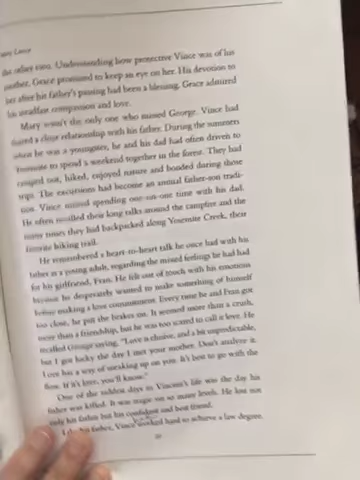 the other two. Understanding how protective Vince was of his
mother, Grace promised to keep an eye on her. His devotion to
her after his father's passing had been a blessing. Grace admired
his steadfast compassion and love.
Mary wasn't the only one who missed George. Vince had
shared a close relationship with his father. During the summers
when he was a youngster, he and his dad had often driven to
Yosemite to spend a weekend together in the forest. They had
camped out, hiked, enjoyed nature and bonded during those
trips. The excursions had become an annual father-son tradi-
tion. Vince missed spending one-on-one time with his dad.
He often recalled their long talks around the campfire and the
many times they had backpacked along Yosemite Creek, their
favorite hiking trail.
He remembered a heart-to-heart talk he once had with his
father as a young adult, regarding the mixed feelings he had had
for his girlfriend, Fran. He felt out of touch with his emotions
because he desperately wanted to make something of himself
before making a love commitment. Every time he and Fran got
too close, he put the brakes on. It seemed more than a crush,
more than a friendship, but he was too scared to call it love. He
recalled George saying, "Love is elusive, and a bit unpredictable,
but I got lucky the day I met your mother. Don't analyze it.
Love has a way of sneaking up on you. It's best to go with the
flow. If it's love, you'll know."
One of the saddest days in Vincent's life was the day his
father was killed. It was tragic on so many levels. He lost not
only his father but his confidant and best friend.
his father, Vince worked hard to achieve a law degree,